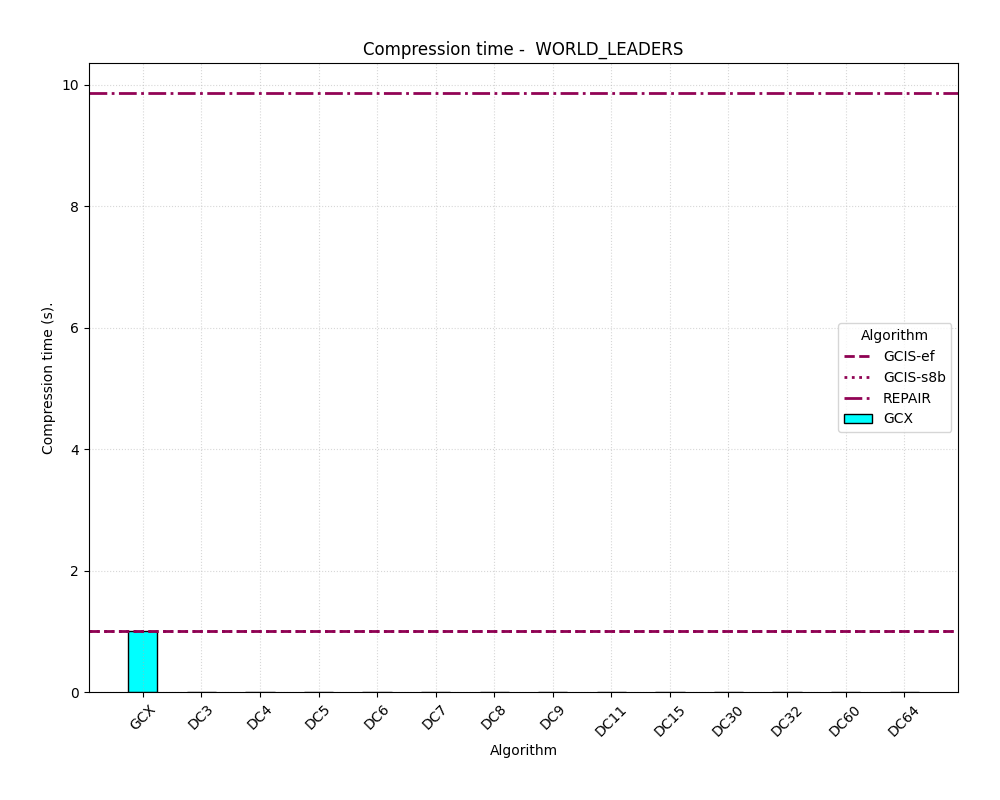 Compression time -  WORLD_LEADERS
10
8
6
4
2
0
Compression time (s).
Algorithm
GCIS-ef
GCIS-s8b
REPAIR
GCX
GCX
DC3
DC4
DC5
DC6
DC7
DC8
DC9
DC11
DC15
DC30
DC32
DC60
DC64
Algorithm